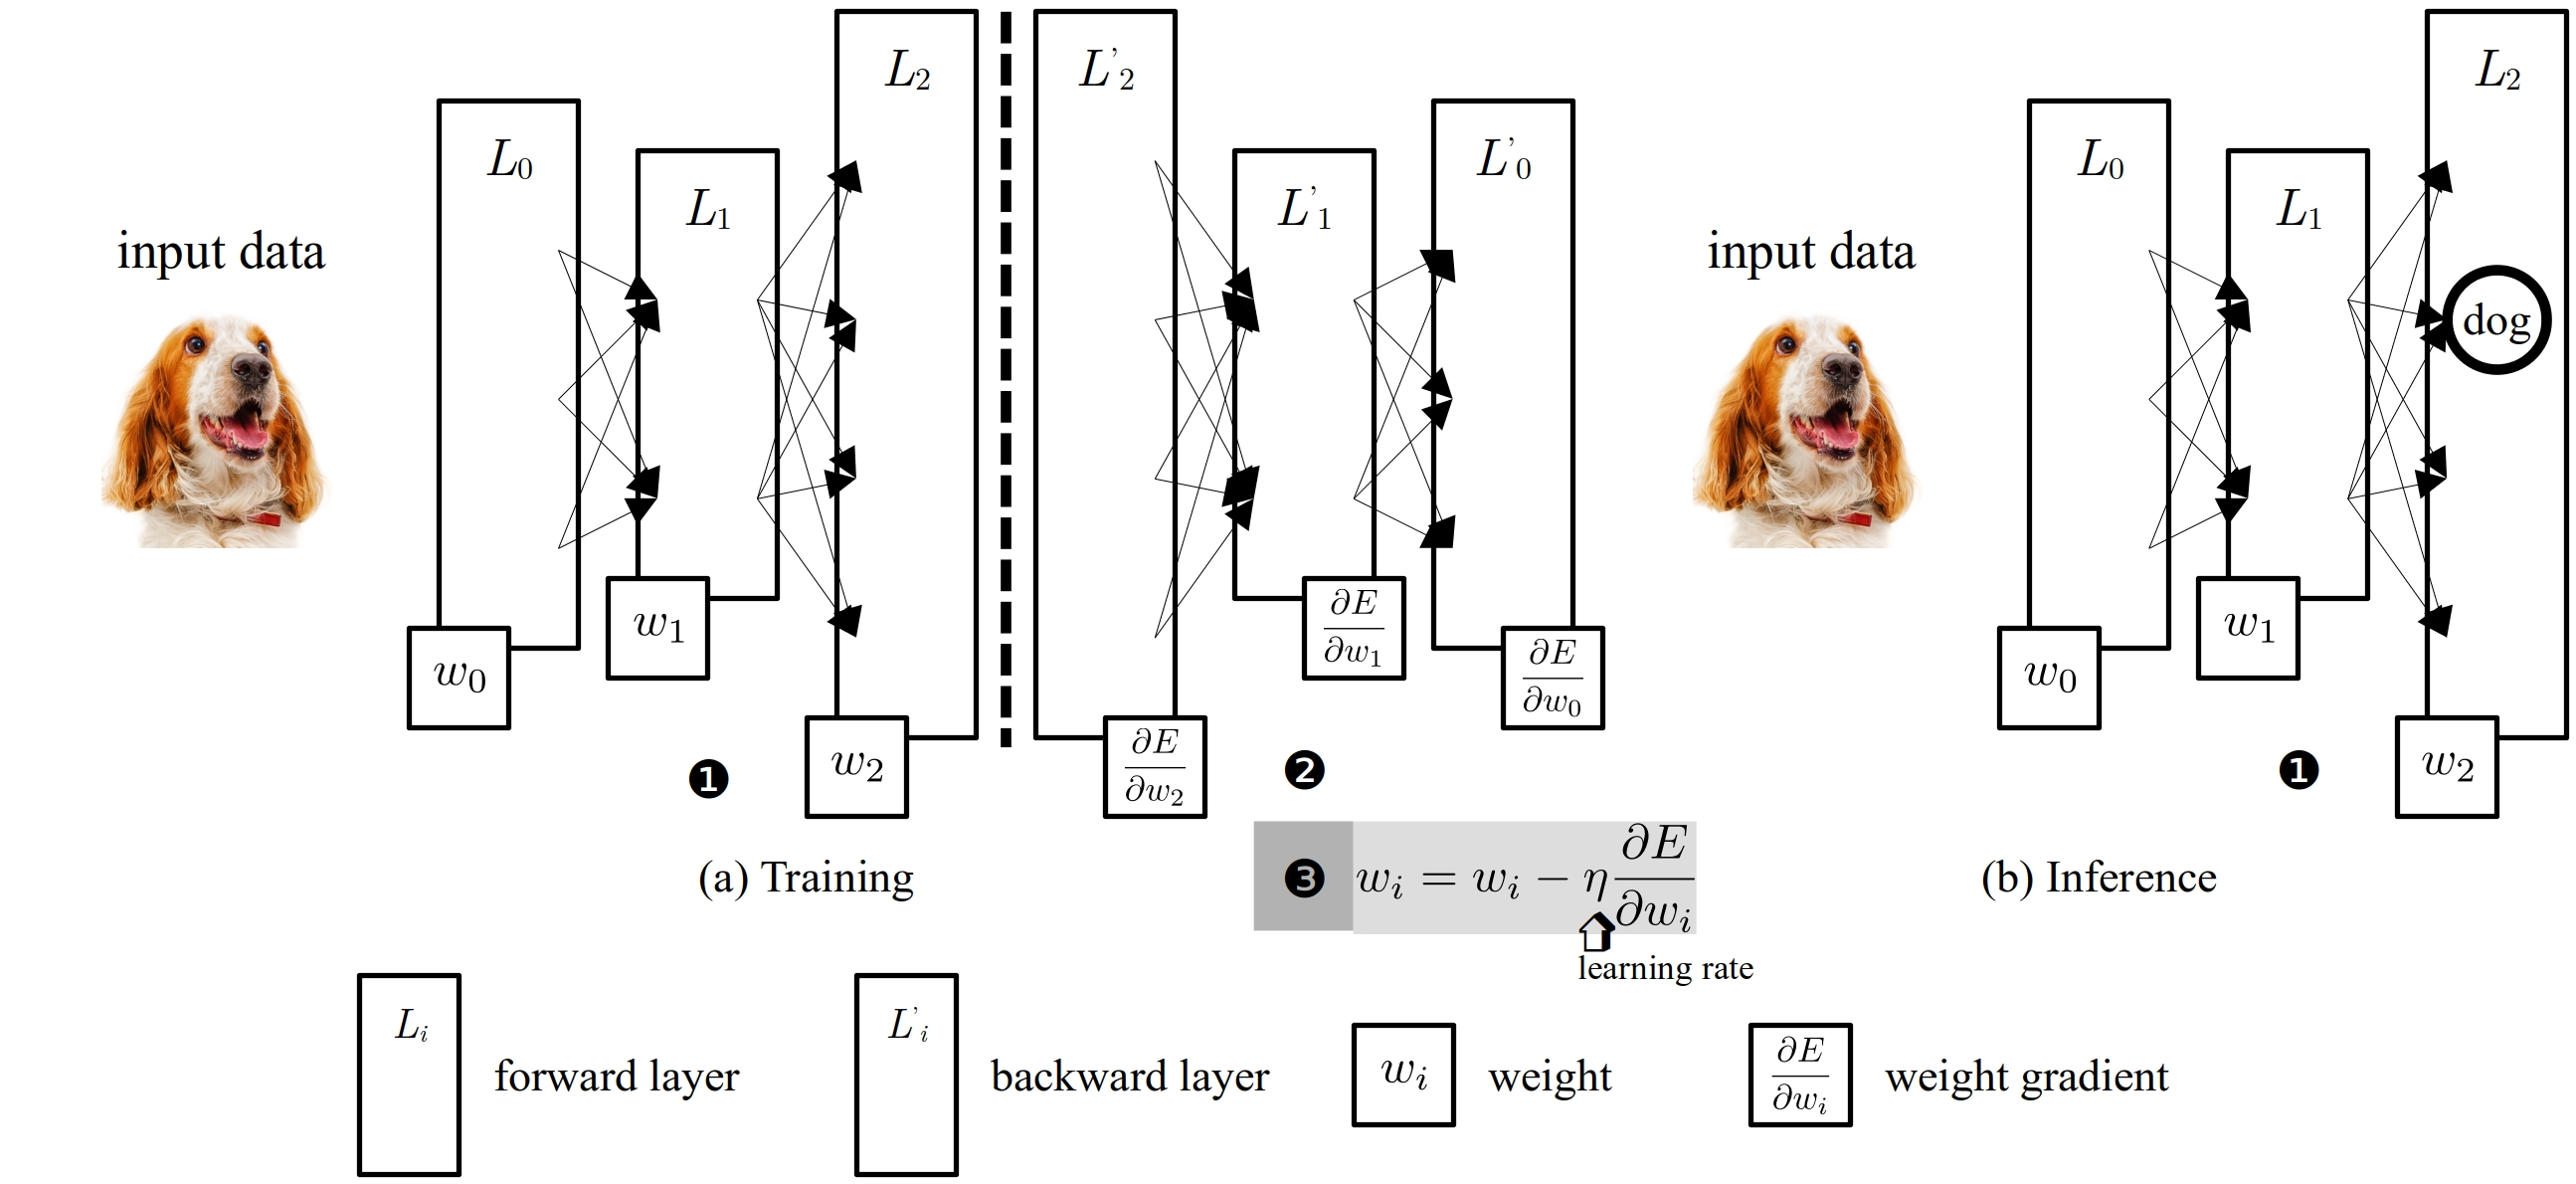 input data
L₀
w₀
L₁
w₁
L₂
w₂
❶
L'₂
∂E/∂w₂
L'₁
∂E/∂w₁
L'₀
∂E/∂w₀
❷
❸ wᵢ = wᵢ − η ∂E/∂wᵢ
learning rate
(a) Training
input data
L₀
w₀
L₁
w₁
L₂
dog
w₂
❶
(b) Inference
Lᵢ forward layer
L'ᵢ backward layer
wᵢ weight
∂E/∂wᵢ weight gradient